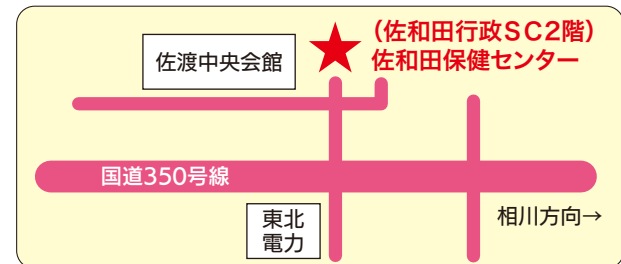 (佐和田行政SC2階)
佐和田保健センター
佐渡中央会館
国道350号線
東北
電力
相川方向→